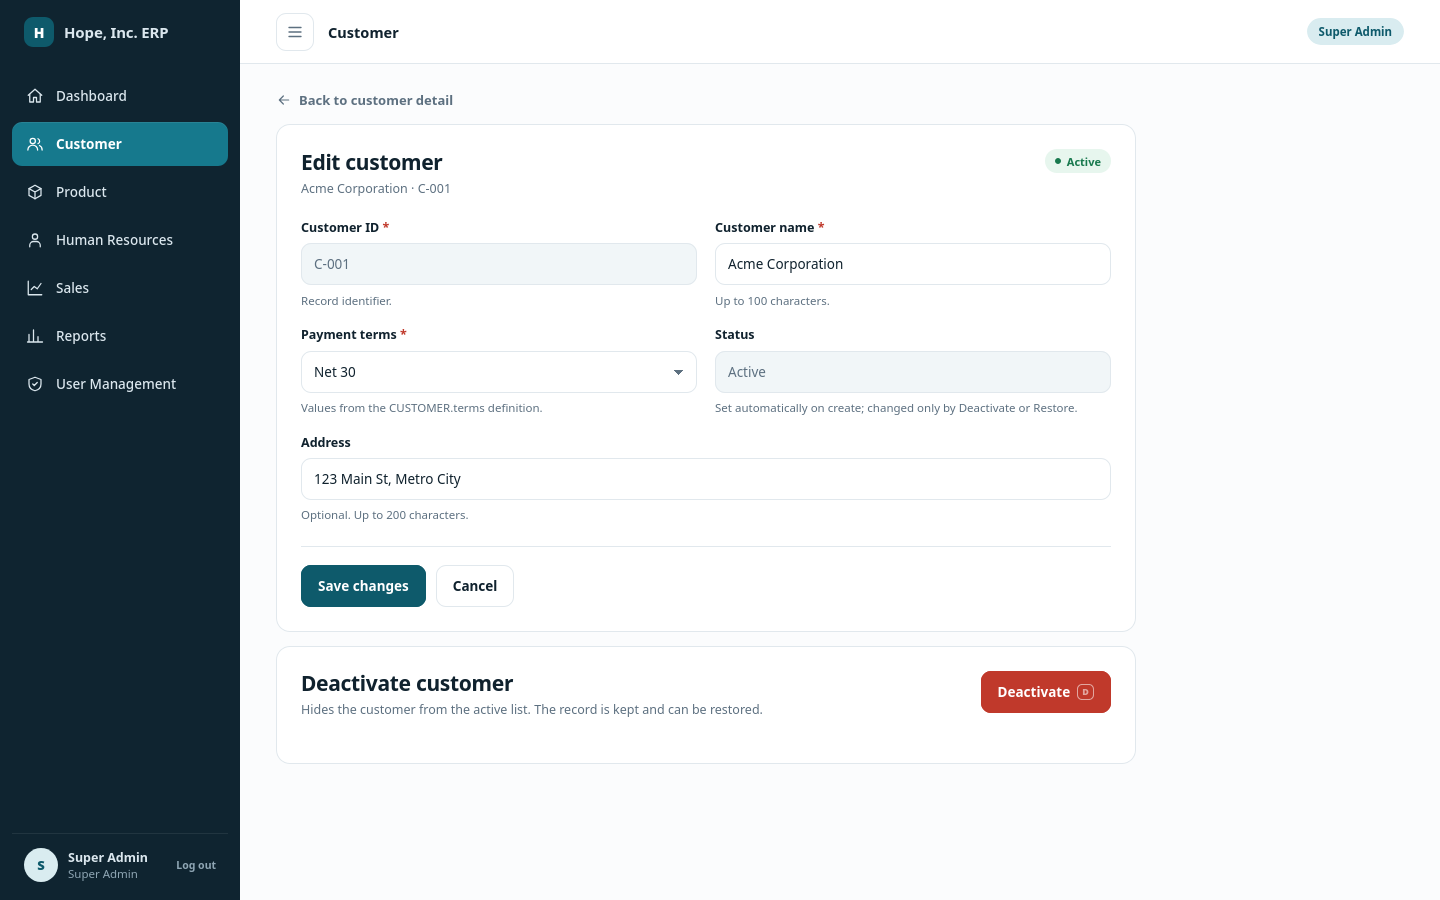 H Hope, Inc. ERP
Dashboard
Customer
Product
Human Resources
Sales
Reports
User Management
S Super Admin
Super Admin
Log out
Customer
Super Admin
Back to customer detail
Edit customer
Acme Corporation · C-001
Active
Customer ID *
C-001
Record identifier.
Customer name *
Acme Corporation
Up to 100 characters.
Payment terms *
Net 30
Values from the CUSTOMER.terms definition.
Status
Active
Set automatically on create; changed only by Deactivate or Restore.
Address
123 Main St, Metro City
Optional. Up to 200 characters.
Save changes
Cancel
Deactivate customer
Hides the customer from the active list. The record is kept and can be restored.
Deactivate D